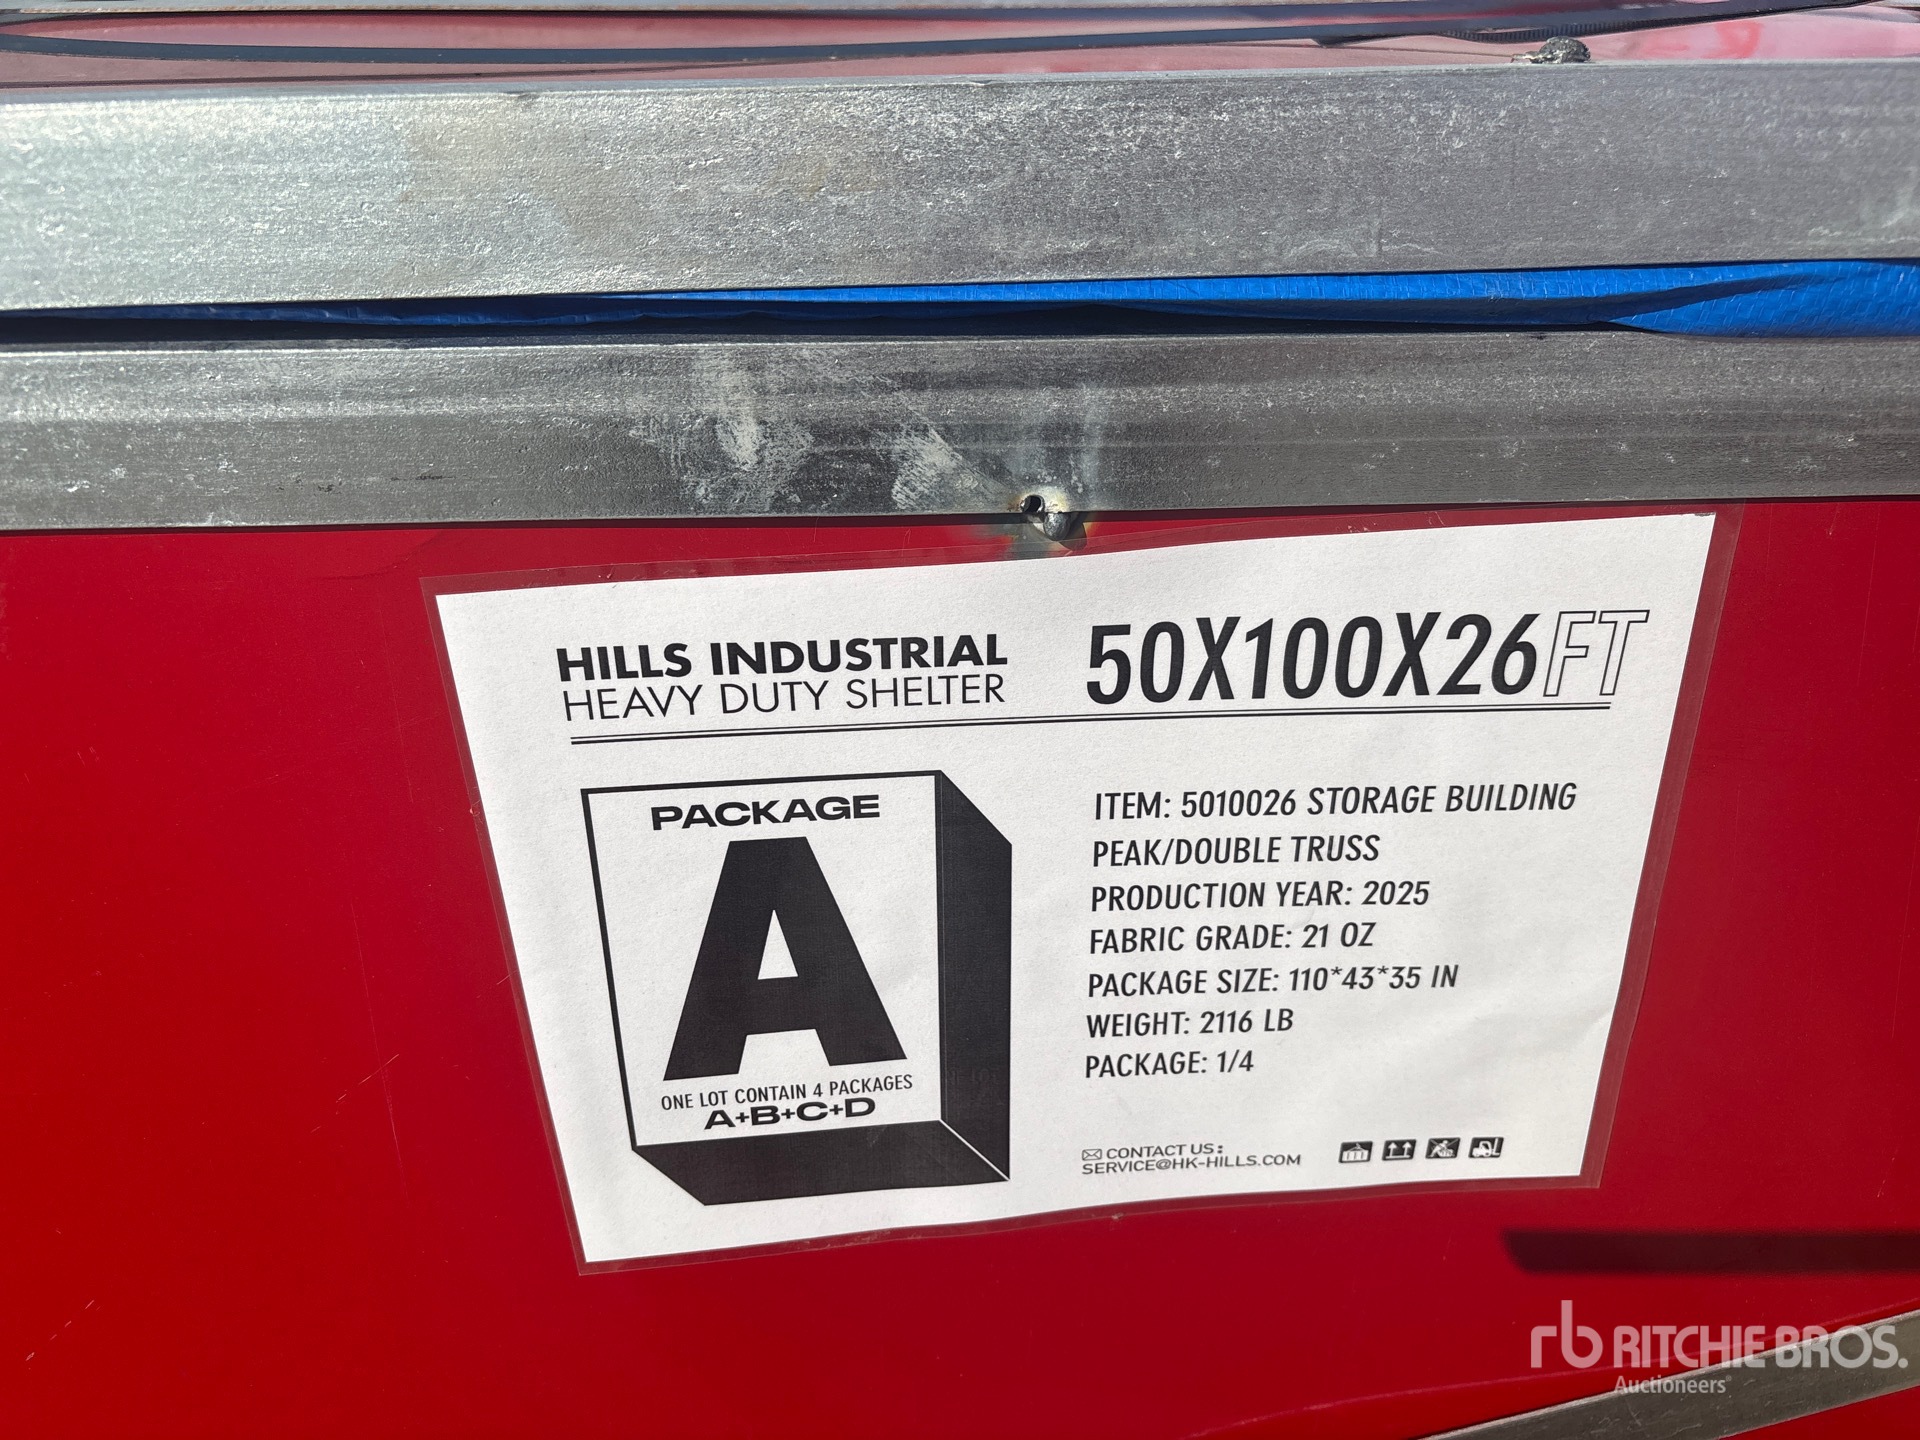 HILLS INDUSTRIAL
HEAVY DUTY SHELTER
50X100X26FT
PACKAGE
A
ONE LOT CONTAIN 4 PACKAGES
A+B+C+D
ITEM: 5010026 STORAGE BUILDING
PEAK/DOUBLE TRUSS
PRODUCTION YEAR: 2025
FABRIC GRADE: 21 OZ
PACKAGE SIZE: 110*43*35 IN
WEIGHT: 2116 LB
PACKAGE: 1/4
CONTACT US:
SERVICE@HK-HILLS.COM
rb RITCHIE BROS.
Auctioneers